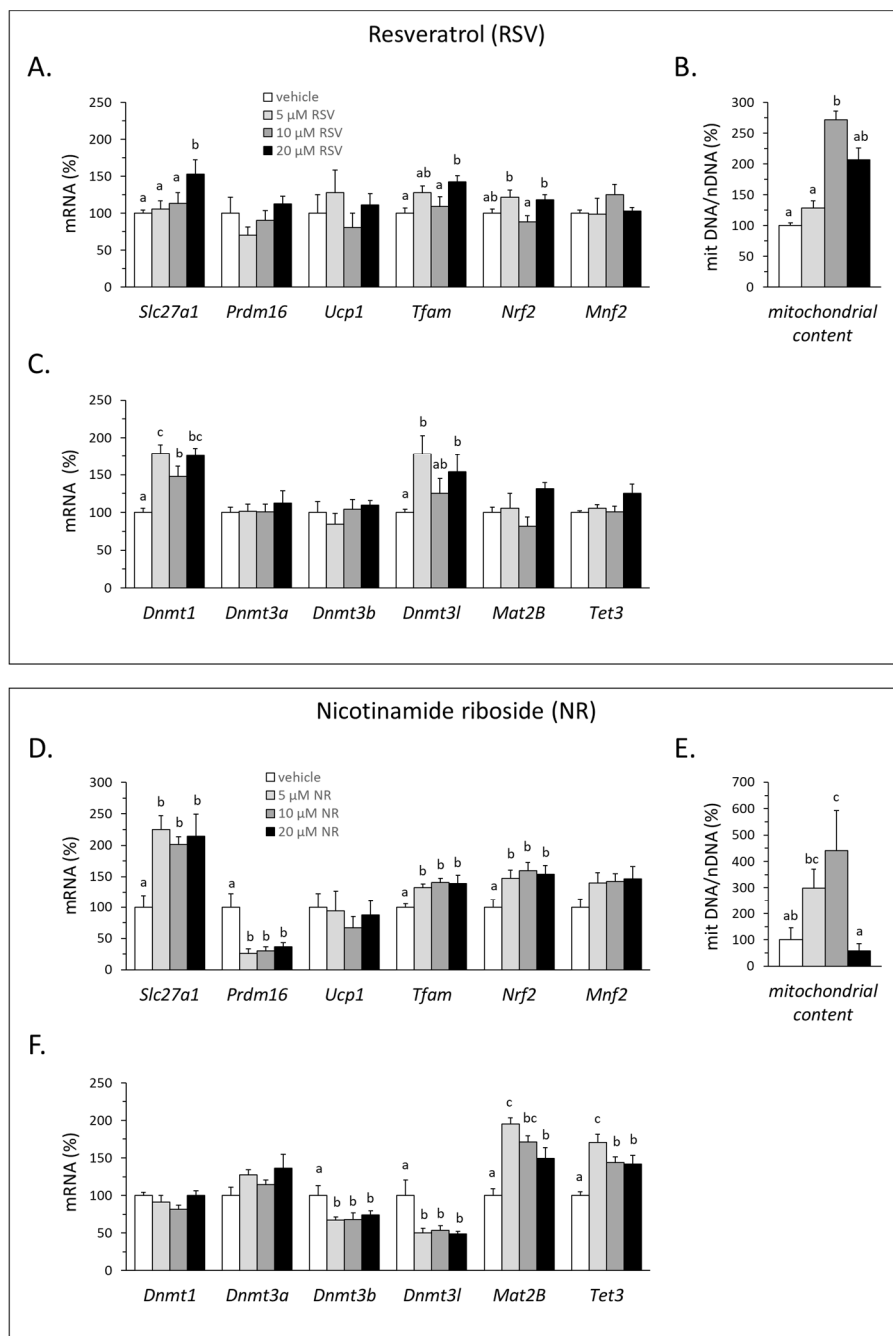 Resveratrol (RSV)
A.
B.
vehicle
5 µM RSV
10 µM RSV
20 µM RSV
mRNA (%)
250
200
150
100
50
0
a a a b
ab ab a b
ab b a b
Slc27a1 Prdm16 Ucp1 Tfam Nrf2 Mnf2
mit DNA/nDNA (%)
300
250
200
150
100
50
0
a a b ab
mitochondrial
content
C.
mRNA (%)
250
200
150
100
50
0
a c b bc
a b ab b
Dnmt1 Dnmt3a Dnmt3b Dnmt3l Mat2B Tet3
Nicotinamide riboside (NR)
D.
E.
vehicle
5 µM NR
10 µM NR
20 µM NR
mRNA (%)
300
250
200
150
100
50
0
a b b b
a b b b
a b b b
a b b b
Slc27a1 Prdm16 Ucp1 Tfam Nrf2 Mnf2
mit DNA/nDNA (%)
700
600
500
400
300
200
100
0
ab bc c a
mitochondrial
content
F.
mRNA (%)
250
200
150
100
50
0
a b b b
a b b b
a c bc b
a c b b
Dnmt1 Dnmt3a Dnmt3b Dnmt3l Mat2B Tet3